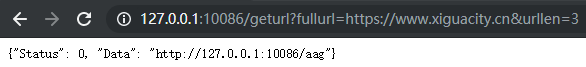 127.0.0.1:10086/geturl?fullurl=https://www.xiguacity.cn&urllen=3
{"Status": 0, "Data": "http://127.0.0.1:10086/aag"}